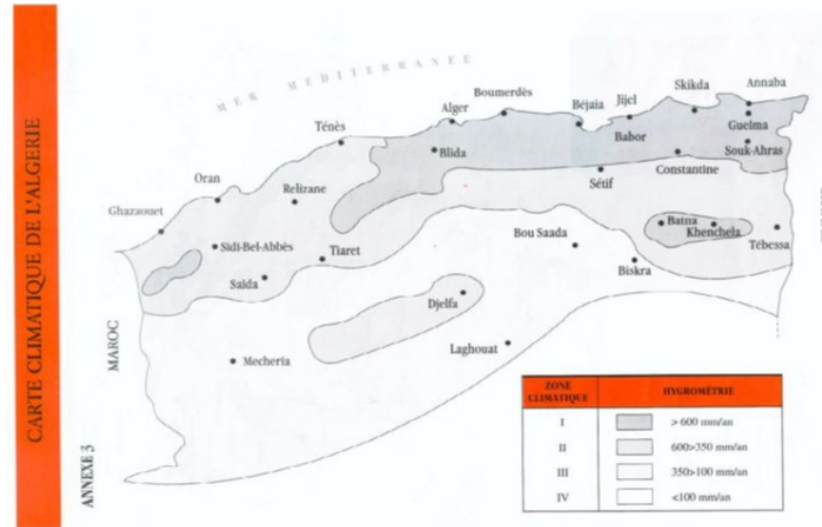 CARTE CLIMATIQUE DE L'ALGERIE
ANNEXE 3
MER MEDITERRANÉE
MAROC
Annaba
Skikda
Jijel
Béjaia
Boumerdès
Alger
Ténès
Guelma
Babor
Souk-Ahras
Blida
Constantine
Sétif
Oran
Relizane
Ghazaouet
Batna
Khenchela
Tébessa
Sidi-Bel-Abbès
Tiaret
Bou Saada
Biskra
Saïda
Djelfa
Laghouat
Mecheria
ZONE CLIMATIQUE HYGROMÉTRIE
I > 600 mm/an
II 600>350 mm/an
III 350>100 mm/an
IV <100 mm/an